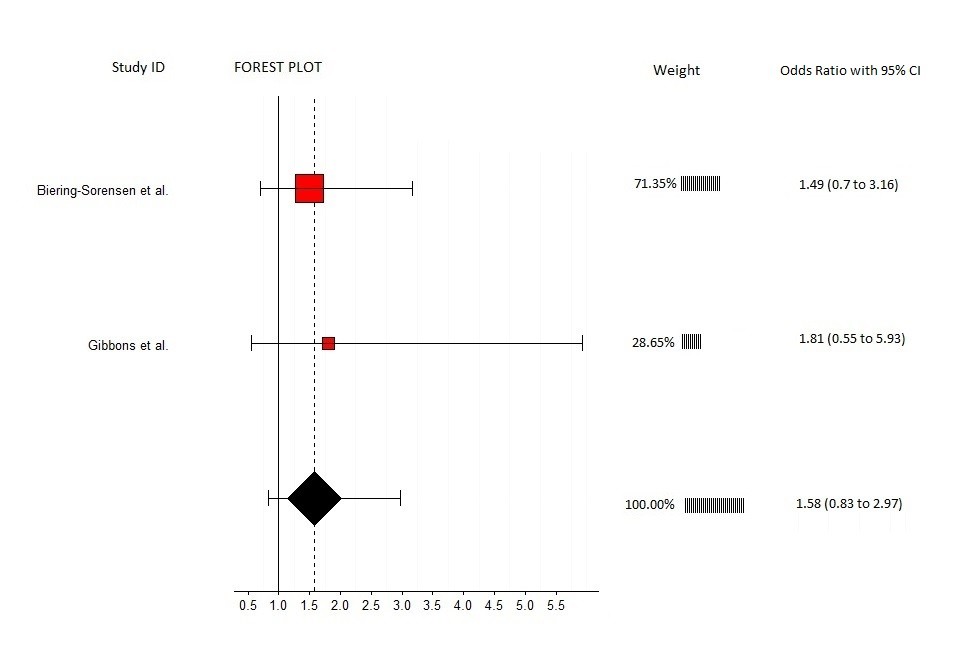 Study ID FOREST PLOT Weight Odds Ratio with 95% CI
Biering-Sorensen et al. 71.35% 1.49 (0.7 to 3.16)
Gibbons et al. 28.65% 1.81 (0.55 to 5.93)
100.00% 1.58 (0.83 to 2.97)
0.5 1.0 1.5 2.0 2.5 3.0 3.5 4.0 4.5 5.0 5.5